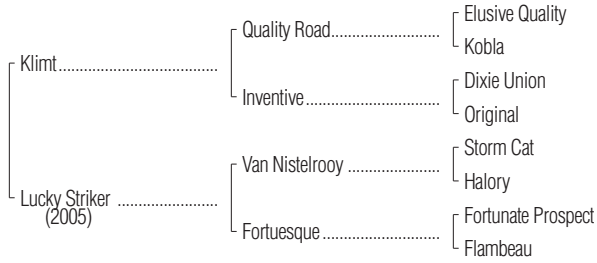 Elusive Quality
Quality Road
Kobla
Klimt
Dixie Union
Inventive
Original
Storm Cat
Van Nistelrooy
Halory
Lucky Striker
(2005)
Fortunate Prospect
Fortuesque
Flambeau